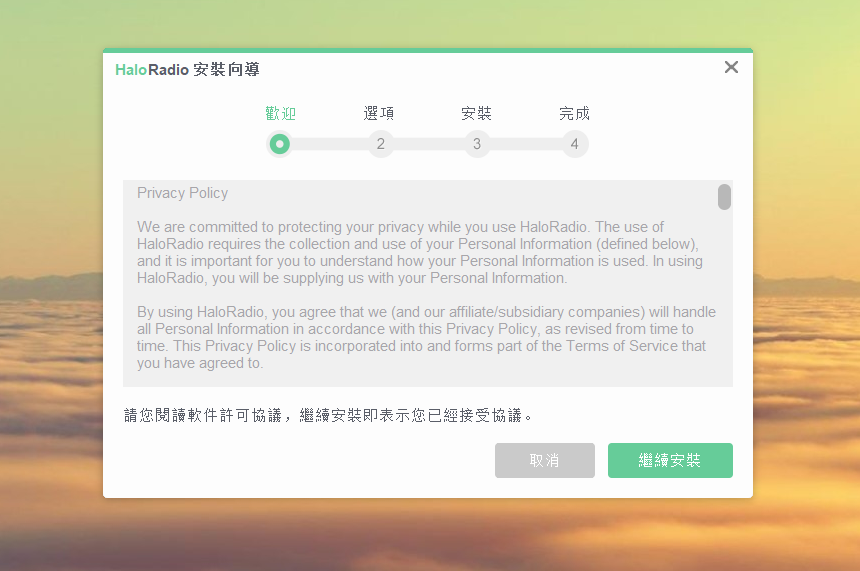 HaloRadio 安裝向導
歡迎 選項 安裝 完成
2 3 4
Privacy Policy
We are committed to protecting your privacy while you use HaloRadio. The use of
HaloRadio requires the collection and use of your Personal Information (defined below),
and it is important for you to understand how your Personal Information is used. In using
HaloRadio, you will be supplying us with your Personal Information.
By using HaloRadio, you agree that we (and our affiliate/subsidiary companies) will handle
all Personal Information in accordance with this Privacy Policy, as revised from time to
time. This Privacy Policy is incorporated into and forms part of the Terms of Service that
you have agreed to.
請您閱讀軟件許可協議，繼續安裝即表示您已經接受協議。
取消 繼續安裝